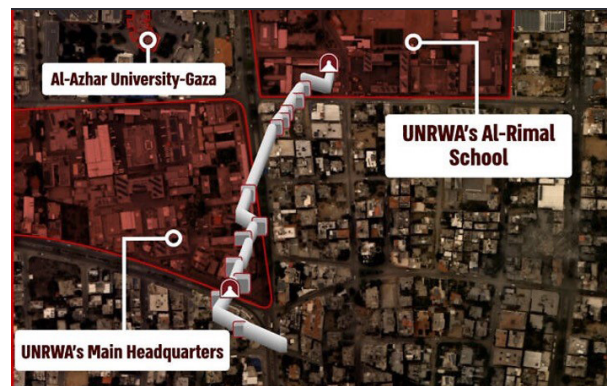 Al-Azhar University-Gaza
UNRWA's Al-Rimal
School
UNRWA's Main Headquarters